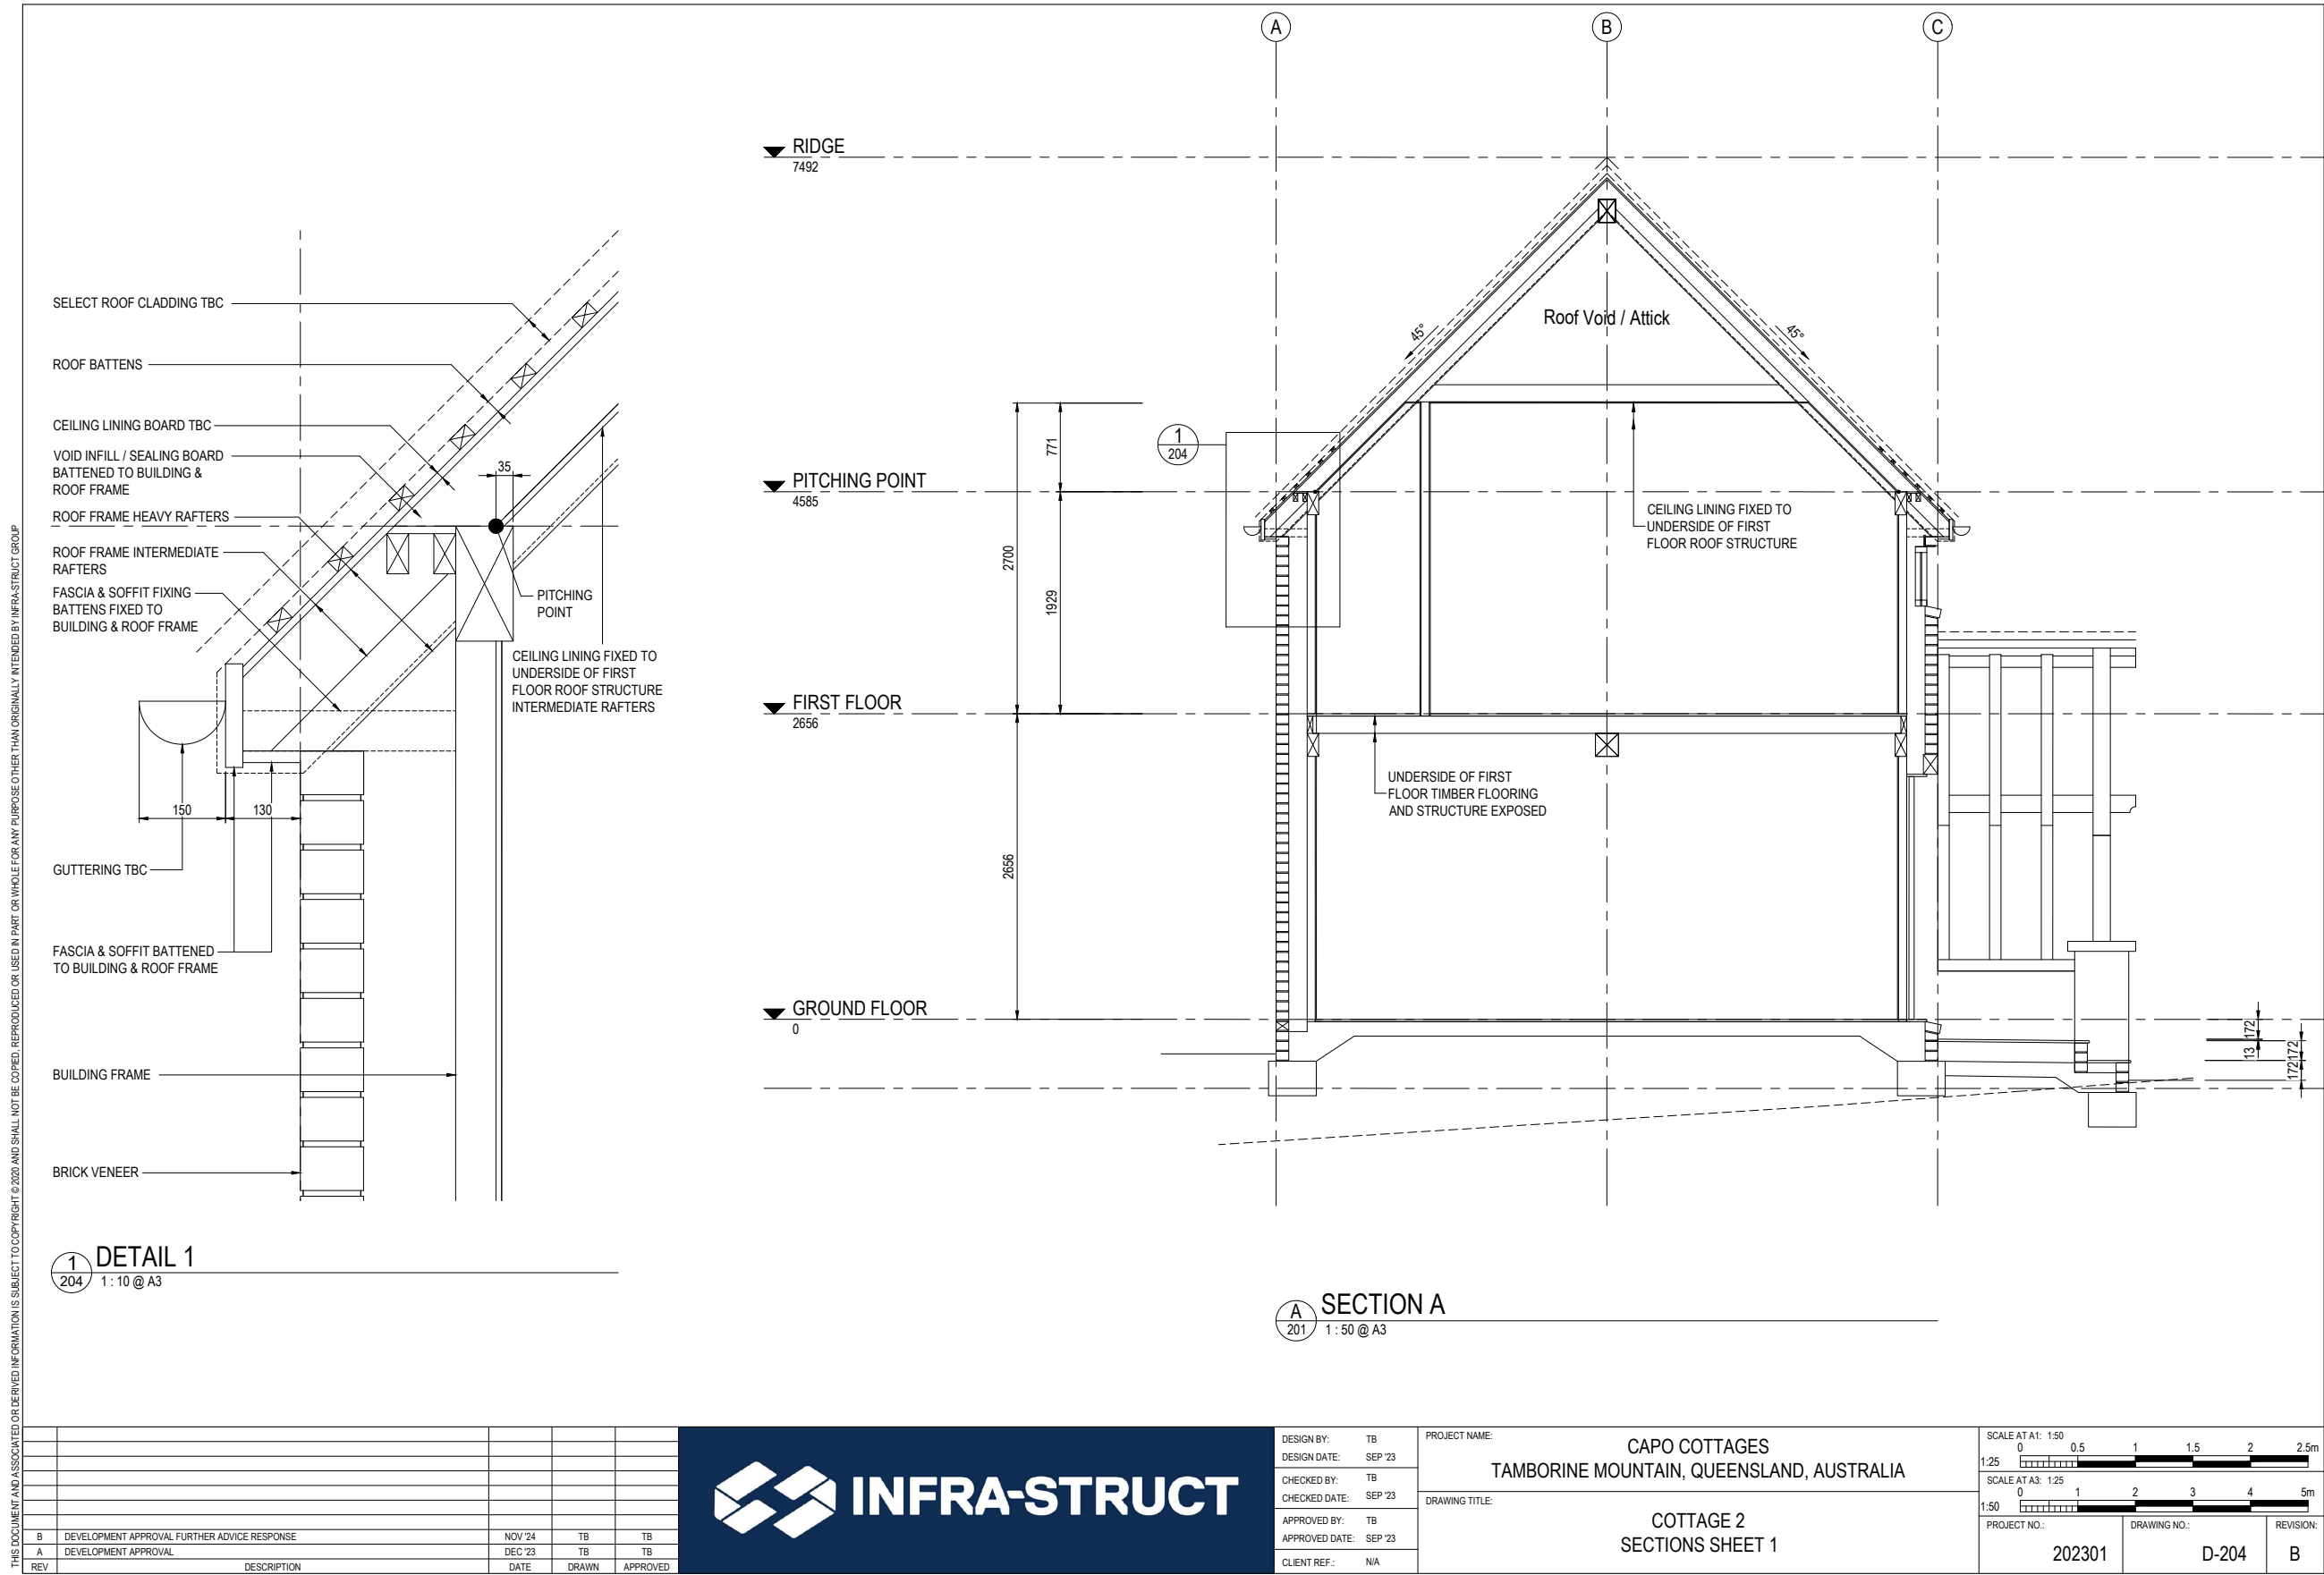 A
B
C
RIDGE
7492
PITCHING POINT
4585
FIRST FLOOR
2656
GROUND FLOOR
0
771
2700
1929
2656
1
204
45°
45°
Roof Void / Attick
CEILING LINING FIXED TO
UNDERSIDE OF FIRST
FLOOR ROOF STRUCTURE
UNDERSIDE OF FIRST
FLOOR TIMBER FLOORING
AND STRUCTURE EXPOSED
172
13
172
172
SELECT ROOF CLADDING TBC
ROOF BATTENS
CEILING LINING BOARD TBC
VOID INFILL / SEALING BOARD
BATTENED TO BUILDING &
ROOF FRAME
ROOF FRAME HEAVY RAFTERS
ROOF FRAME INTERMEDIATE
RAFTERS
FASCIA & SOFFIT FIXING
BATTENS FIXED TO
BUILDING & ROOF FRAME
35
PITCHING
POINT
CEILING LINING FIXED TO
UNDERSIDE OF FIRST
FLOOR ROOF STRUCTURE
INTERMEDIATE RAFTERS
150
130
GUTTERING TBC
FASCIA & SOFFIT BATTENED
TO BUILDING & ROOF FRAME
BUILDING FRAME
BRICK VENEER
1
204
DETAIL 1
1 : 10 @ A3
A
201
SECTION A
1 : 50 @ A3
THIS DOCUMENT AND ASSOCIATED OR DERIVED INFORMATION IS SUBJECT TO COPYRIGHT © 2020 AND SHALL NOT BE COPIED, REPRODUCED OR USED IN PART OR WHOLE FOR ANY PURPOSE OTHER THAN ORIGINALLY INTENDED BY INFRA-STRUCT GROUP
B DEVELOPMENT APPROVAL FURTHER ADVICE RESPONSE NOV '24 TB TB
A DEVELOPMENT APPROVAL DEC '23 TB TB
REV DESCRIPTION DATE DRAWN APPROVED
INFRA-STRUCT
DESIGN BY: TB
DESIGN DATE: SEP '23
CHECKED BY: TB
CHECKED DATE: SEP '23
APPROVED BY: TB
APPROVED DATE: SEP '23
CLIENT REF.: N/A
PROJECT NAME:
CAPO COTTAGES
TAMBORINE MOUNTAIN, QUEENSLAND, AUSTRALIA
DRAWING TITLE:
COTTAGE 2
SECTIONS SHEET 1
SCALE AT A1: 1:50
0 0.5 1 1.5 2 2.5m
1:25
SCALE AT A3: 1:25
0 1 2 3 4 5m
1:50
PROJECT NO.: DRAWING NO.: REVISION:
202301 D-204 B